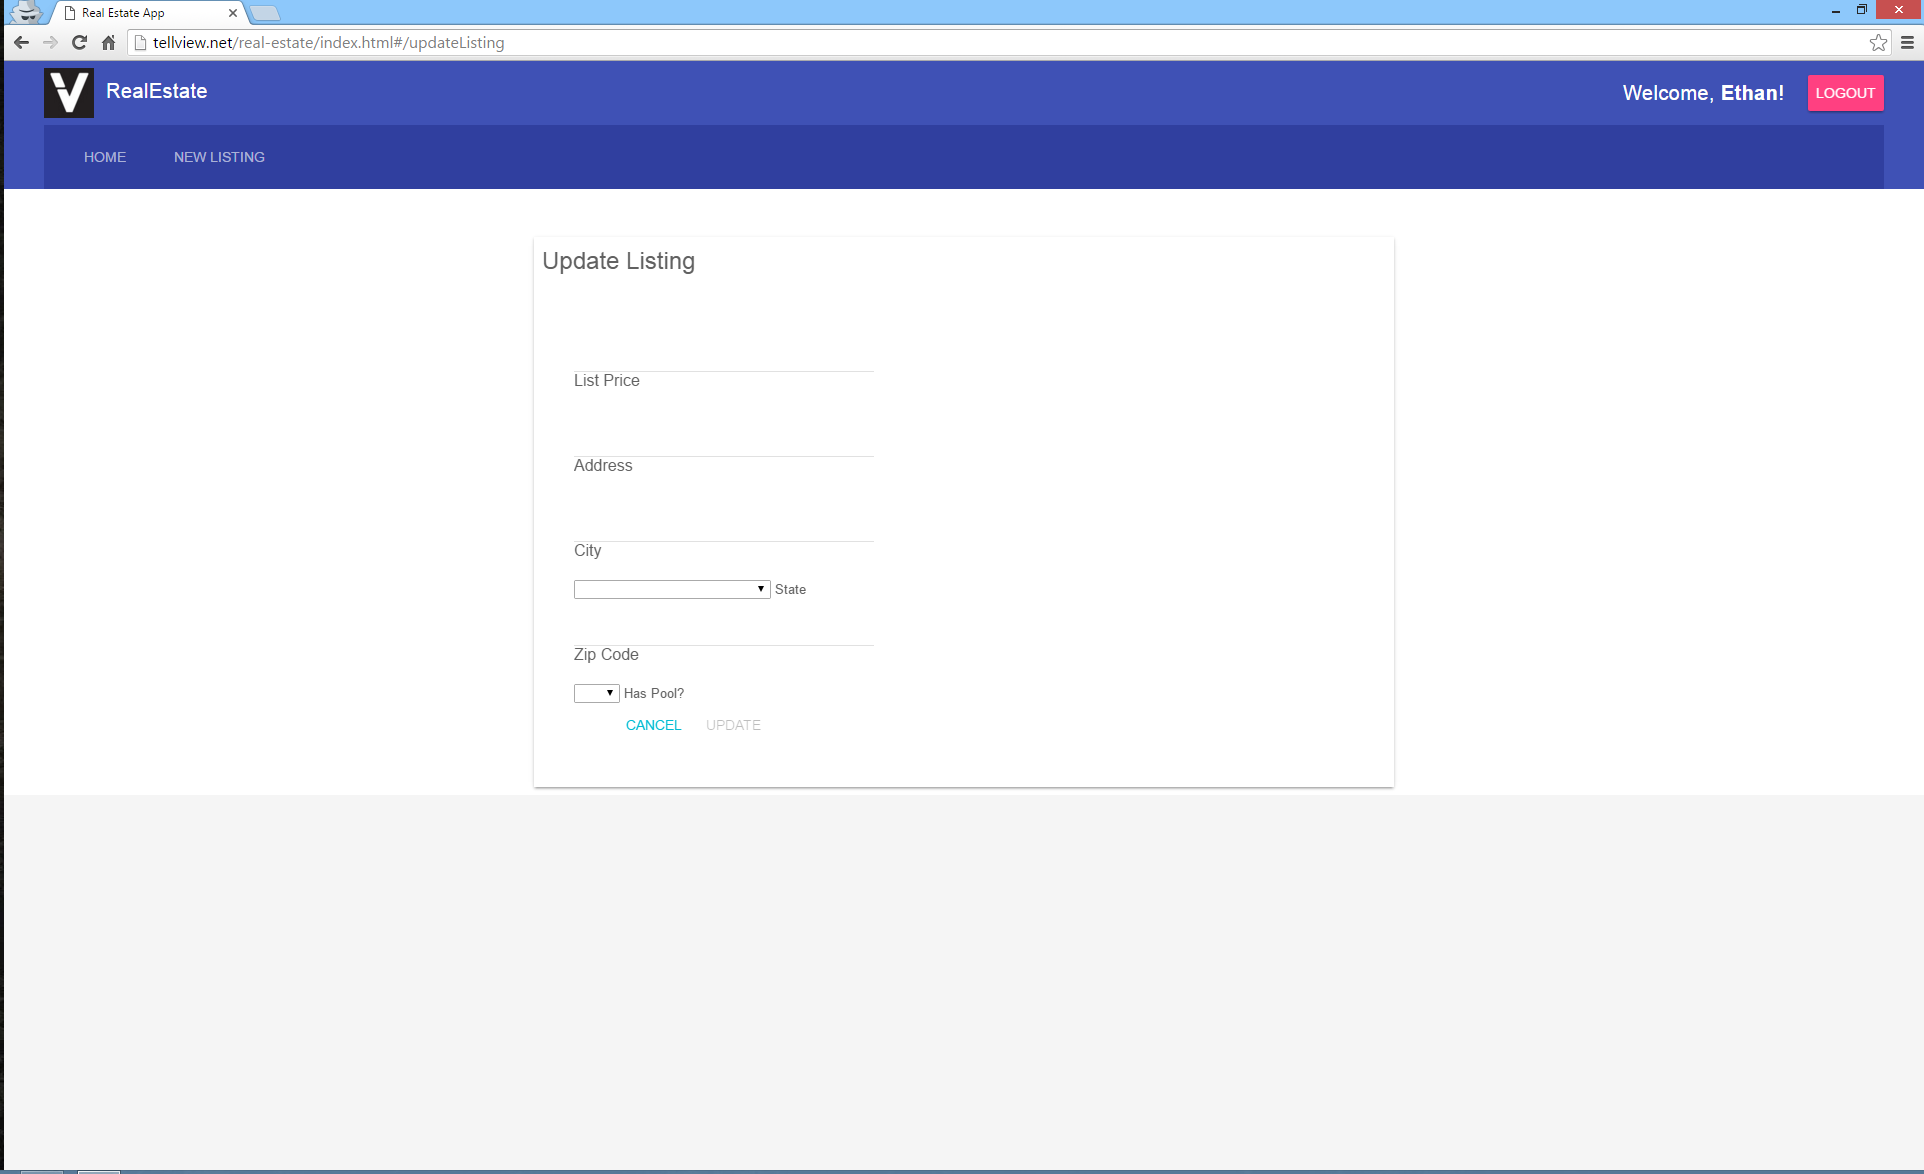 Real Estate App
tellview.net/real-estate/index.html#/updateListing
RealEstate
Welcome, Ethan!
LOGOUT
HOME
NEW LISTING
Update Listing
List Price
Address
City
State
Zip Code
Has Pool?
CANCEL UPDATE